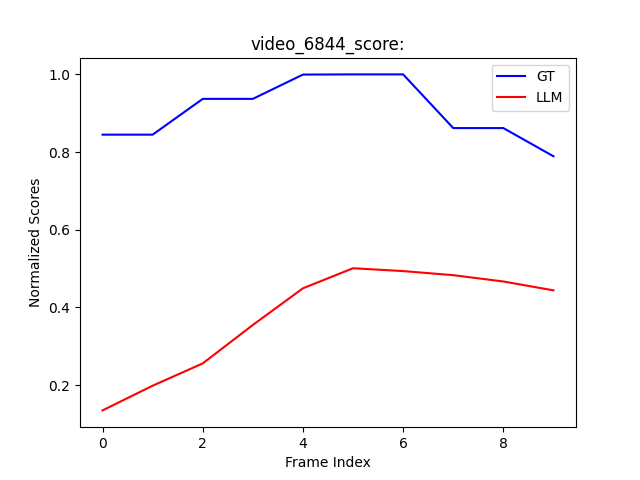 video_6844_score:
GT
LLM
Normalized Scores
1.0
0.8
0.6
0.4
0.2
0 2 4 6 8
Frame Index